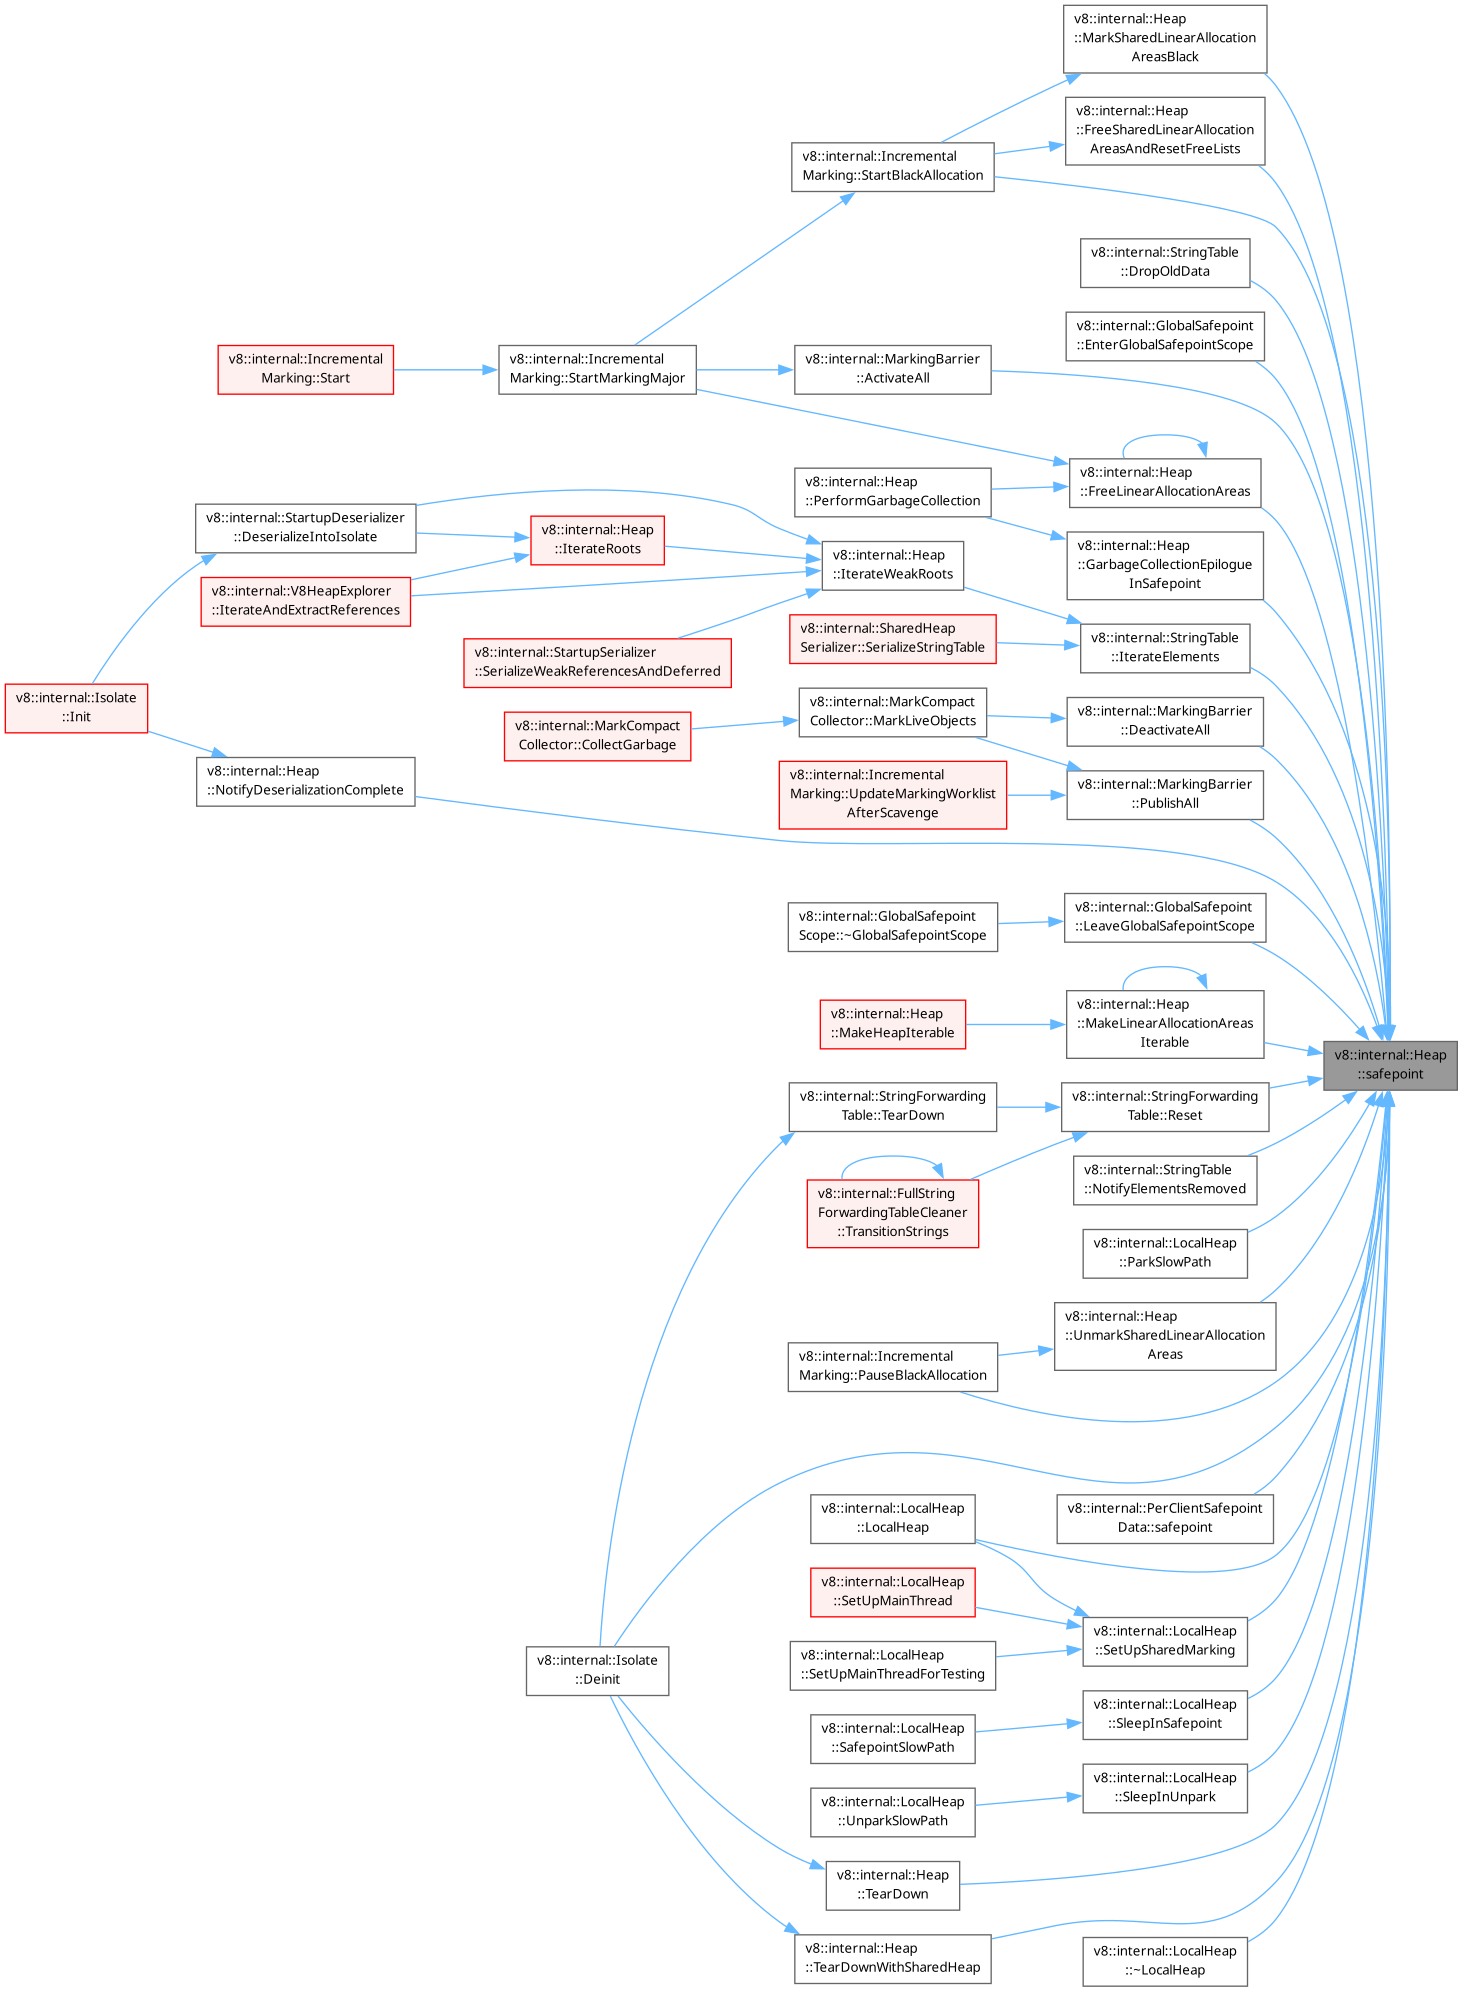 v8::internal::Heap
::MarkSharedLinearAllocation
AreasBlack
v8::internal::Heap
::FreeSharedLinearAllocation
AreasAndResetFreeLists
v8::internal::Incremental
Marking::StartBlackAllocation
v8::internal::StringTable
::DropOldData
v8::internal::GlobalSafepoint
::EnterGlobalSafepointScope
v8::internal::Incremental
Marking::Start
v8::internal::Incremental
Marking::StartMarkingMajor
v8::internal::MarkingBarrier
::ActivateAll
v8::internal::Heap
::FreeLinearAllocationAreas
v8::internal::Heap
::PerformGarbageCollection
v8::internal::StartupDeserializer
::DeserializeIntoIsolate
v8::internal::Heap
::IterateRoots
v8::internal::Heap
::IterateWeakRoots
v8::internal::Heap
::GarbageCollectionEpilogue
InSafepoint
v8::internal::V8HeapExplorer
::IterateAndExtractReferences
v8::internal::SharedHeap
Serializer::SerializeStringTable
v8::internal::StringTable
::IterateElements
v8::internal::StartupSerializer
::SerializeWeakReferencesAndDeferred
v8::internal::Isolate
::Init
v8::internal::MarkCompact
Collector::MarkLiveObjects
v8::internal::MarkingBarrier
::DeactivateAll
v8::internal::MarkCompact
Collector::CollectGarbage
v8::internal::Heap
::NotifyDeserializationComplete
v8::internal::Incremental
Marking::UpdateMarkingWorklist
AfterScavenge
v8::internal::MarkingBarrier
::PublishAll
v8::internal::GlobalSafepoint
Scope::~GlobalSafepointScope
v8::internal::GlobalSafepoint
::LeaveGlobalSafepointScope
v8::internal::Heap
::MakeHeapIterable
v8::internal::Heap
::MakeLinearAllocationAreas
Iterable
v8::internal::Heap
::safepoint
v8::internal::StringForwarding
Table::TearDown
v8::internal::StringForwarding
Table::Reset
v8::internal::StringTable
::NotifyElementsRemoved
v8::internal::FullString
ForwardingTableCleaner
::TransitionStrings
v8::internal::LocalHeap
::ParkSlowPath
v8::internal::Heap
::UnmarkSharedLinearAllocation
Areas
v8::internal::Incremental
Marking::PauseBlackAllocation
v8::internal::LocalHeap
::LocalHeap
v8::internal::PerClientSafepoint
Data::safepoint
v8::internal::LocalHeap
::SetUpMainThread
v8::internal::LocalHeap
::SetUpSharedMarking
v8::internal::Isolate
::Deinit
v8::internal::LocalHeap
::SetUpMainThreadForTesting
v8::internal::LocalHeap
::SleepInSafepoint
v8::internal::LocalHeap
::SafepointSlowPath
v8::internal::LocalHeap
::SleepInUnpark
v8::internal::LocalHeap
::UnparkSlowPath
v8::internal::Heap
::TearDown
v8::internal::Heap
::TearDownWithSharedHeap
v8::internal::LocalHeap
::~LocalHeap